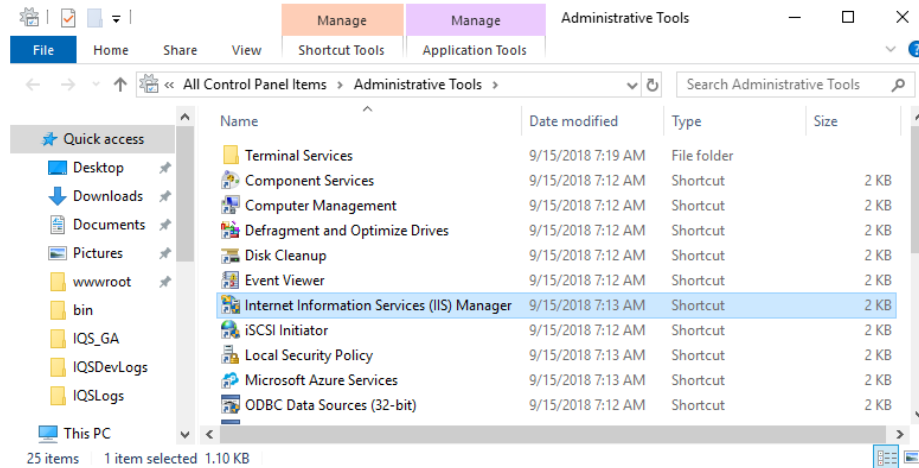 Manage Manage Administrative Tools
File Home Share View Shortcut Tools Application Tools
« All Control Panel Items > Administrative Tools > Search Administrative Tools
Name Date modified Type Size
Quick access
Desktop
Downloads
Documents
Pictures
wwwroot
bin
IQS_GA
IQSDevLogs
IQSLogs
This PC
Terminal Services 9/15/2018 7:19 AM File folder
Component Services 9/15/2018 7:12 AM Shortcut 2 KB
Computer Management 9/15/2018 7:12 AM Shortcut 2 KB
Defragment and Optimize Drives 9/15/2018 7:12 AM Shortcut 2 KB
Disk Cleanup 9/15/2018 7:12 AM Shortcut 2 KB
Event Viewer 9/15/2018 7:12 AM Shortcut 2 KB
Internet Information Services (IIS) Manager 9/15/2018 7:13 AM Shortcut 2 KB
iSCSI Initiator 9/15/2018 7:12 AM Shortcut 2 KB
Local Security Policy 9/15/2018 7:13 AM Shortcut 2 KB
Microsoft Azure Services 9/15/2018 7:13 AM Shortcut 2 KB
ODBC Data Sources (32-bit) 9/15/2018 7:12 AM Shortcut 2 KB
25 items 1 item selected 1.10 KB